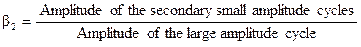 β₂ = Amplitude of the secondary small amplitude cycles
Amplitude of the large amplitude cycle